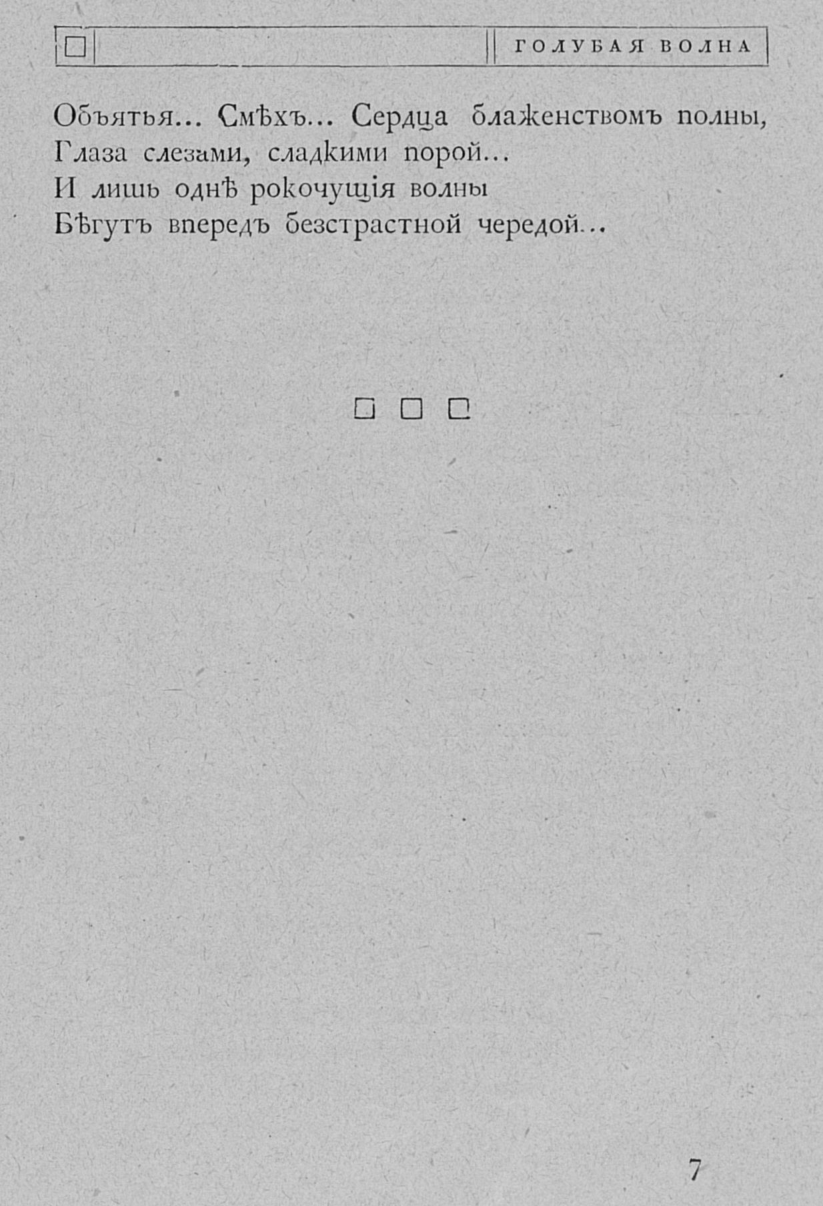 ГОЛУБАЯ ВОЛНА
Объятья... Смѣхъ... Сердца блаженствомъ полны,
Глаза слезами, сладкими порой...
И лишь однѣ рокочущія волны
Бѣгутъ впередъ безстрастной чередой...
7